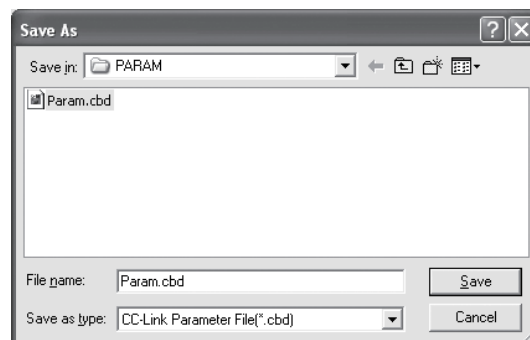 Save As
Save in: PARAM
Param.cbd
File name: Param.cbd Save
Save as type: CC-Link Parameter File(*.cbd) Cancel